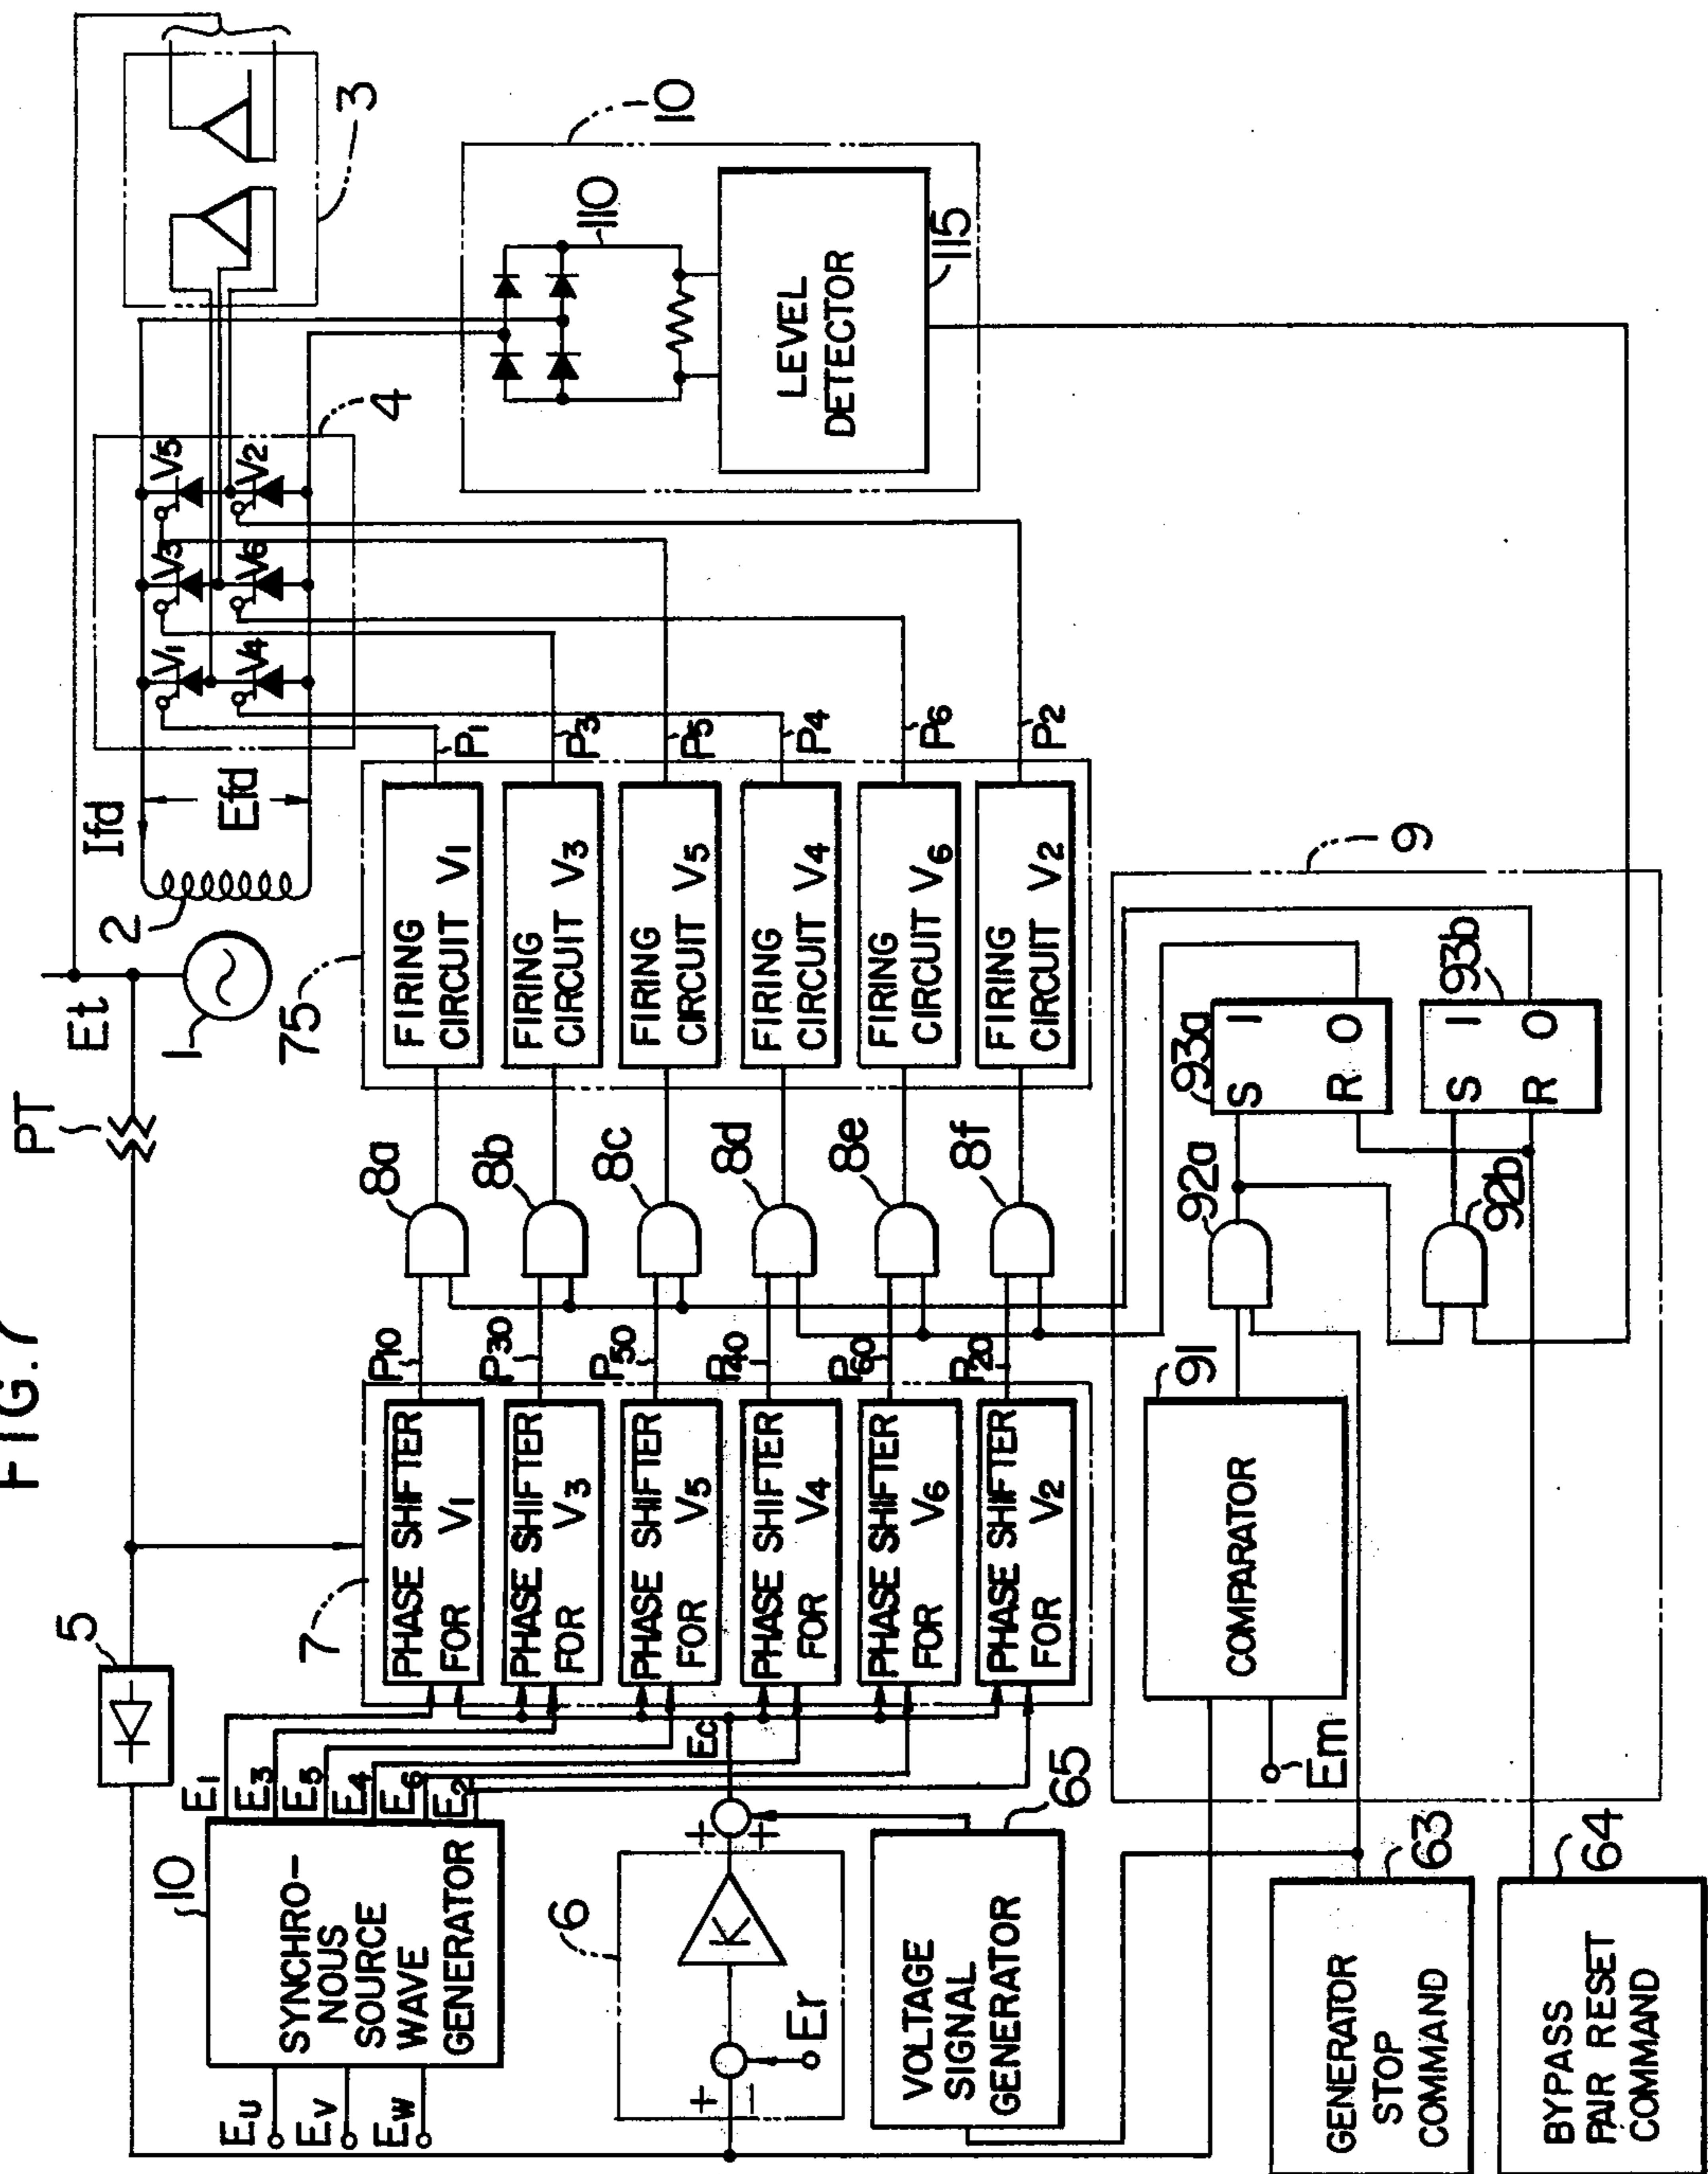 FIG.7
PT
Et
1
2
Ifd
Efd
V1
V3
V5
V4
V6
V2
4
3
5
10
SYNCHRO-
NOUS
SOURCE
WAVE
GENERATOR
EU
EV
EW
E1
E3
E5
E4
E6
E2
7
PHASE SHIFTER
FOR V1
PHASE SHIFTER
FOR V3
PHASE SHIFTER
FOR V5
PHASE SHIFTER
FOR V4
PHASE SHIFTER
FOR V6
PHASE SHIFTER
FOR V2
P10
P30
P50
P40
P60
P20
8a
8b
8c
8d
8e
8f
75
FIRING
CIRCUIT V1
FIRING
CIRCUIT V3
FIRING
CIRCUIT V5
FIRING
CIRCUIT V4
FIRING
CIRCUIT V6
FIRING
CIRCUIT V2
P1
P3
P5
P4
P6
P2
10
110
LEVEL
DETECTOR
115
6
+
−
K
Er
+
+
Ec
VOLTAGE
SIGNAL
GENERATOR
65
GENERATOR
STOP
COMMAND
63
BYPASS
PAIR RESET
COMMAND
64
9
91
COMPARATOR
Em
92a
92b
93a
S 1
R 0
93b
S 1
R 0